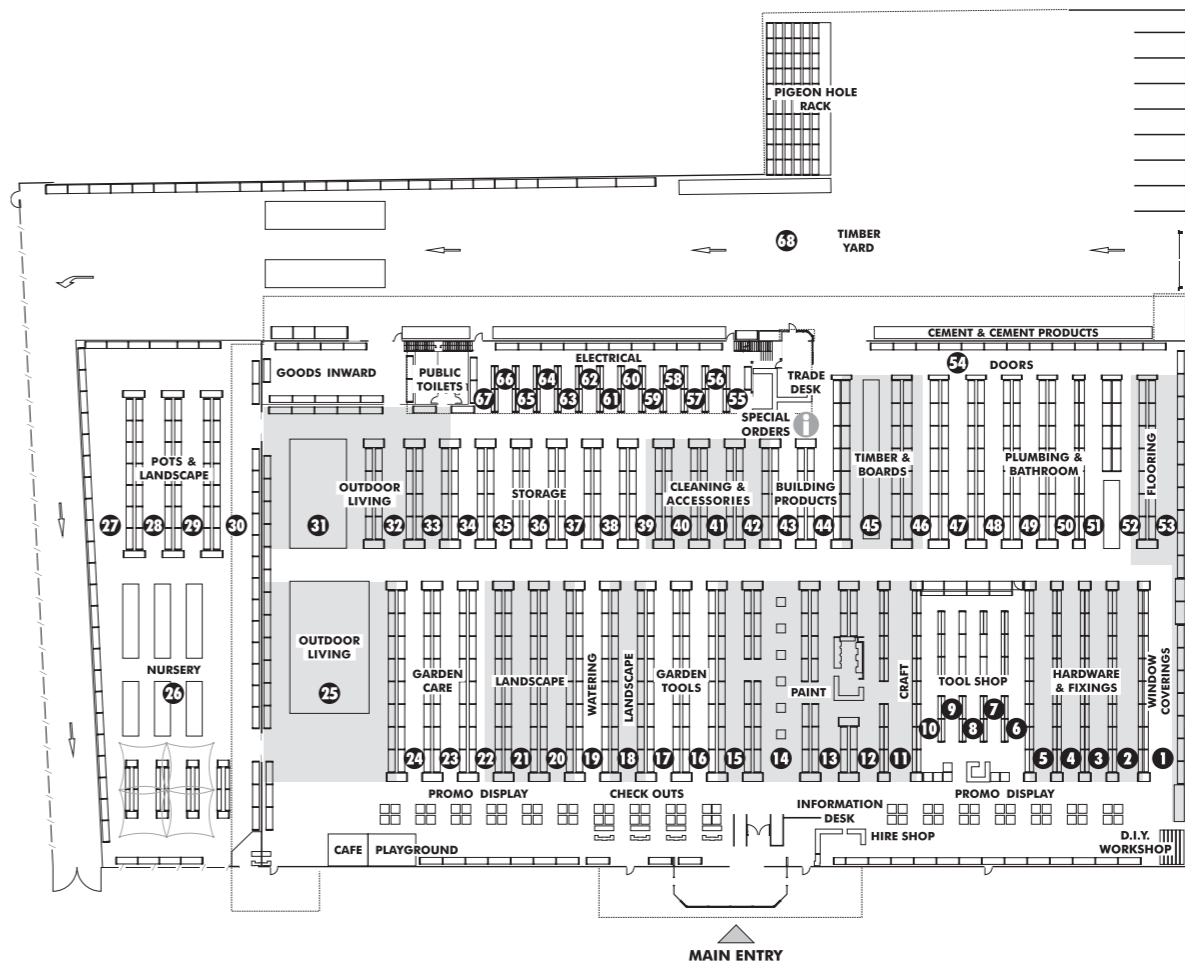 PIGEON HOLE
RACK
68
TIMBER
YARD
CEMENT & CEMENT PRODUCTS
ELECTRICAL
54
DOORS
GOODS INWARD
PUBLIC
TOILETS
67 66 65 64 63 62 61 60 59 58 57 56 55
TRADE
DESK
SPECIAL
ORDERS
i
POTS &
LANDSCAPE
OUTDOOR
LIVING
STORAGE
CLEANING &
ACCESSORIES
BUILDING
PRODUCTS
TIMBER &
BOARDS
PLUMBING &
BATHROOM
FLOORING
27 28 29 30 31 32 33 34 35 36 37 38 39 40 41 42 43 44 45 46 47 48 49 50 51 52 53
NURSERY
26
OUTDOOR
LIVING
25
GARDEN
CARE
LANDSCAPE
WATERING
LANDSCAPE
GARDEN
TOOLS
PAINT
CRAFT
TOOL SHOP
HARDWARE
& FIXINGS
WINDOW
COVERINGS
10 9 8 7 6
24 23 22 21 20 19 18 17 16 15 14 13 12 11 5 4 3 2 1
PROMO DISPLAY
CHECK OUTS
INFORMATION
DESK
PROMO DISPLAY
HIRE SHOP
D.I.Y.
WORKSHOP
CAFE
PLAYGROUND
MAIN ENTRY